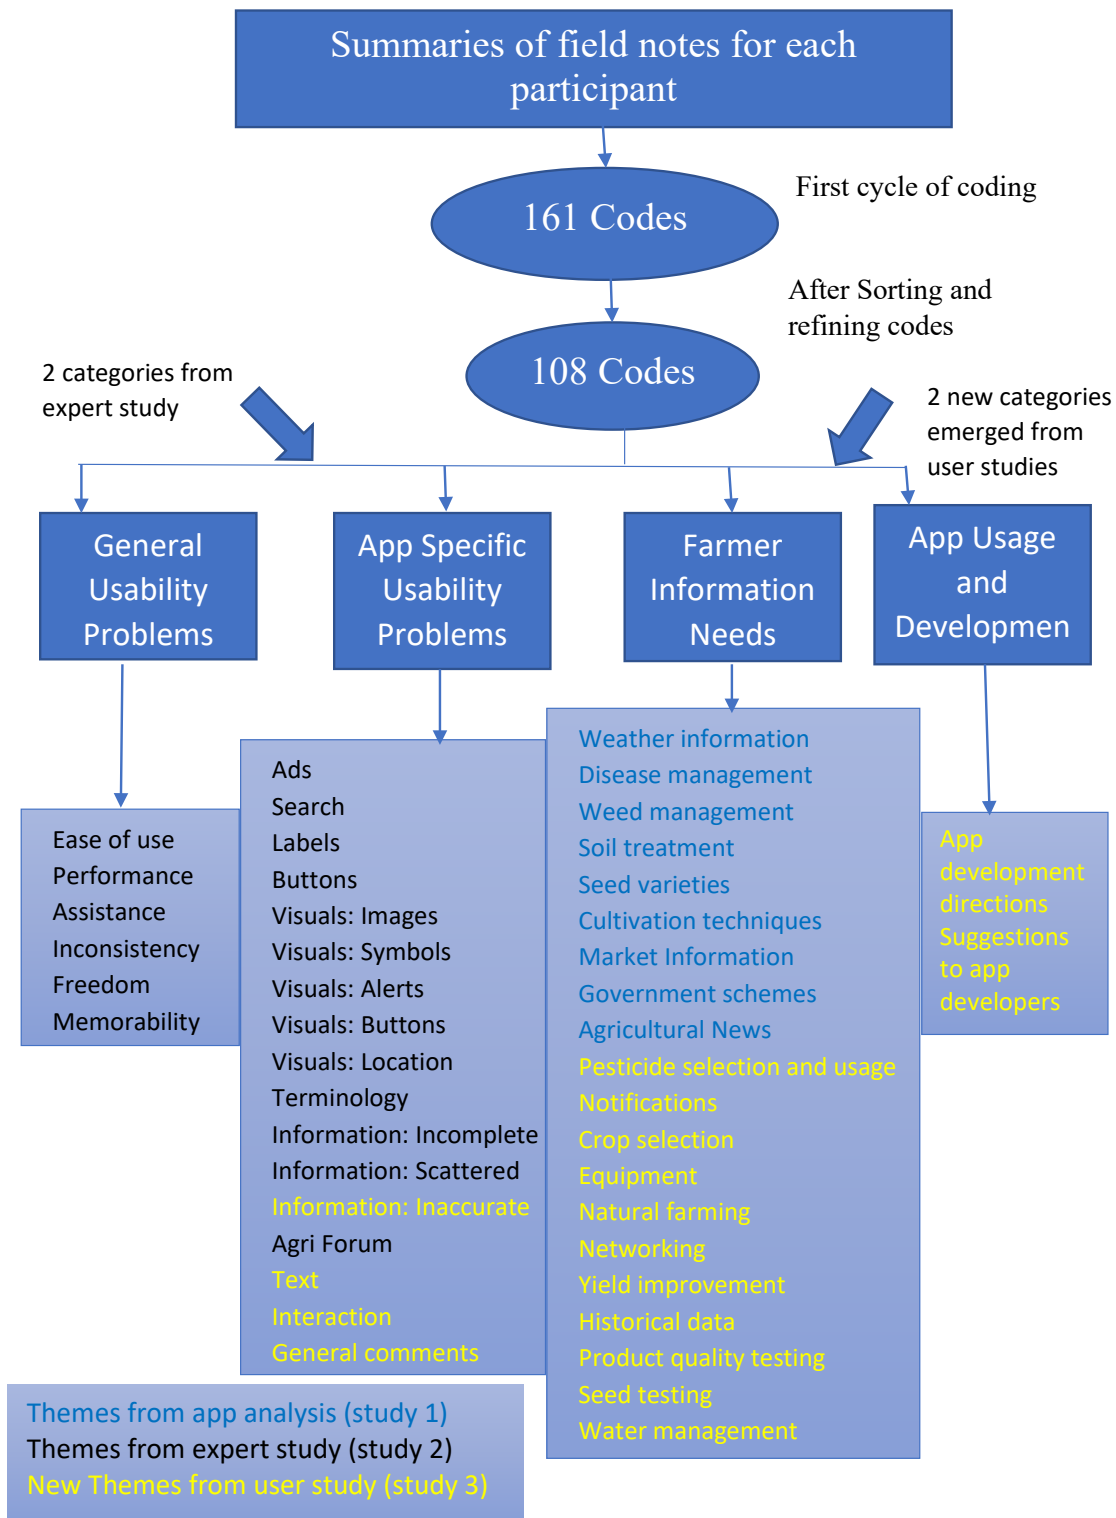 Summaries of field notes for each
participant
First cycle of coding
161 Codes
After Sorting and
refining codes
108 Codes
2 categories from
expert study
2 new categories
emerged from
user studies
General
Usability
Problems
App Specific
Usability
Problems
Farmer
Information
Needs
App Usage
and
Developmen
Ease of use
Performance
Assistance
Inconsistency
Freedom
Memorability
Ads
Search
Labels
Buttons
Visuals: Images
Visuals: Symbols
Visuals: Alerts
Visuals: Buttons
Visuals: Location
Terminology
Information: Incomplete
Information: Scattered
Information: Inaccurate
Agri Forum
Text
Interaction
General comments
Weather information
Disease management
Weed management
Soil treatment
Seed varieties
Cultivation techniques
Market Information
Government schemes
Agricultural News
Pesticide selection and usage
Notifications
Crop selection
Equipment
Natural farming
Networking
Yield improvement
Historical data
Product quality testing
Seed testing
Water management
App
development
directions
Suggestions
to app
developers
Themes from app analysis (study 1)
Themes from expert study (study 2)
New Themes from user study (study 3)